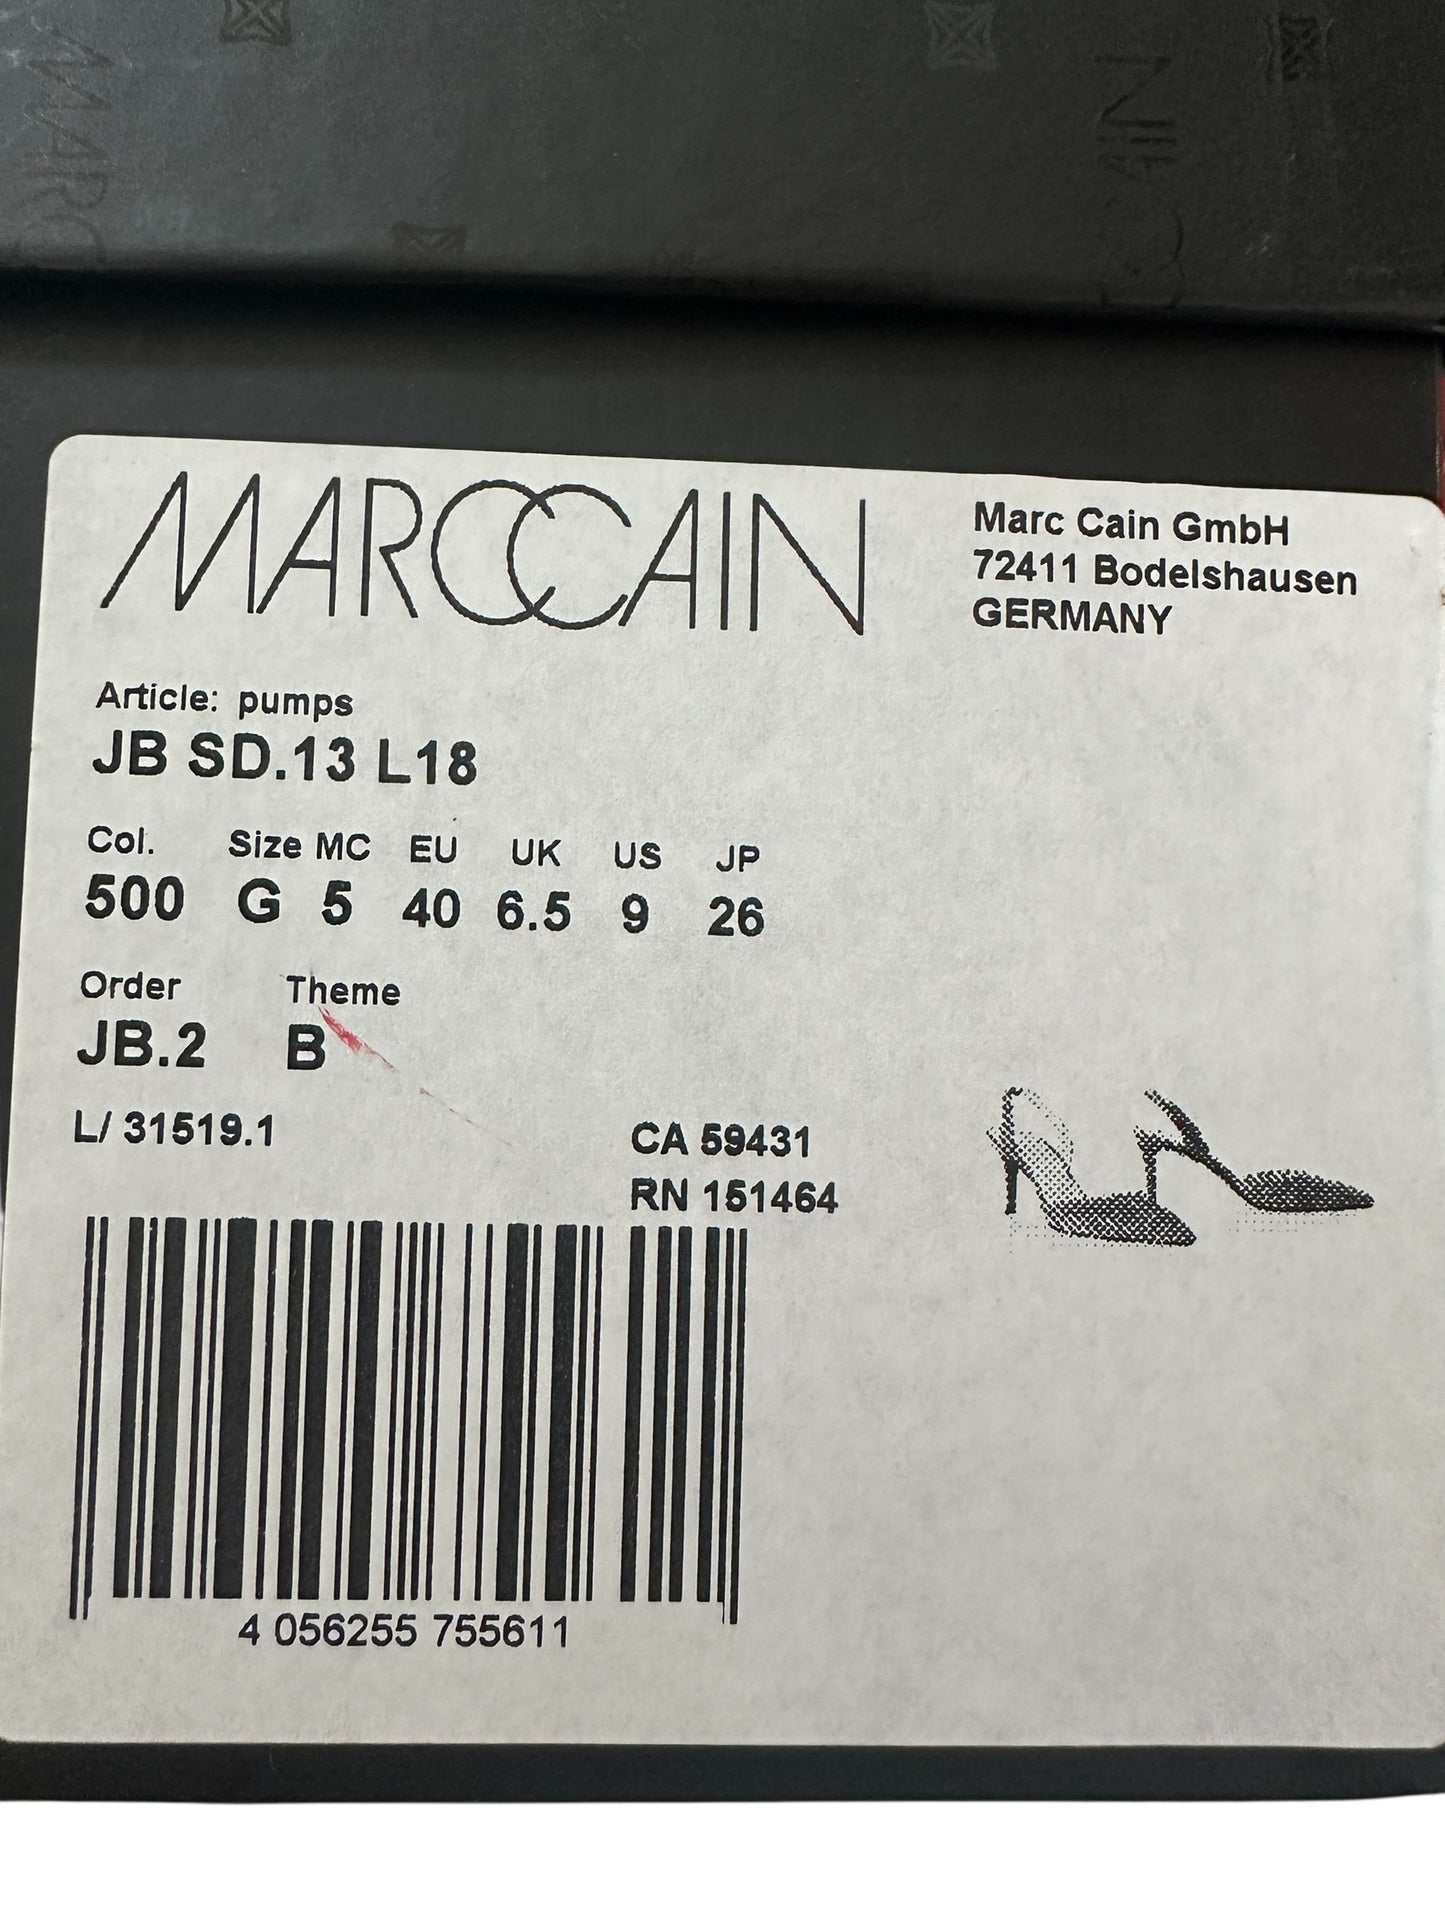 MARCCAIN
Marc Cain GmbH
72411 Bodelshausen
GERMANY
Article: pumps
JB SD.13 L18
Col. Size MC EU UK US JP
500 G 5 40 6.5 9 26
Order Theme
JB.2 B
L/ 31519.1
CA 59431
RN 151464
4 056255 755611